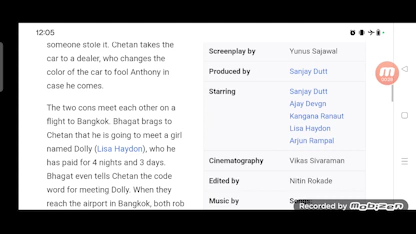 12:05
someone stole it. Chetan takes the
car to a dealer, who changes the
color of the car to fool Anthony in
case he comes.
The two cons meet each other on a
flight to Bangkok. Bhagat brags to
Chetan that he is going to meet a girl
named Dolly (Lisa Haydon), who he
has paid for 4 nights and 3 days.
Bhagat even tells Chetan the code
word for meeting Dolly. When they
reach the airport in Bangkok, both rob
Screenplay by Yunus Sajawal
Produced by Sanjay Dutt
Starring Sanjay Dutt
Ajay Devgn
Kangana Ranaut
Lisa Haydon
Arjun Rampal
Cinematography Vikas Sivaraman
Edited by Nitin Rokade
Music by
Recorded by MOBIZEN